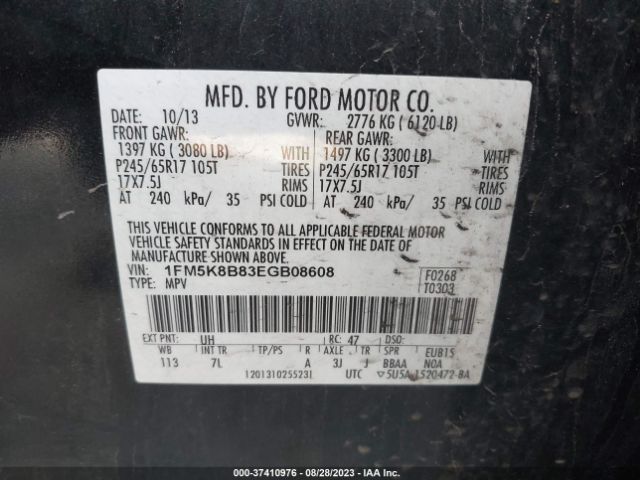 MFD. BY FORD MOTOR CO.
DATE: 10/13 GVWR: 2776 KG ( 6120 LB)
FRONT GAWR: REAR GAWR:
1397 KG ( 3080 LB) WITH 1497 KG ( 3300 LB) WITH
P245/65R17 105T TIRES P245/65R17 105T TIRES
17X7.5J RIMS 17X7.5J RIMS
AT 240 kPa/ 35 PSI COLD AT 240 kPa/ 35 PSI COLD
THIS VEHICLE CONFORMS TO ALL APPLICABLE FEDERAL MOTOR
VEHICLE SAFETY STANDARDS IN EFFECT ON THE DATE OF
MANUFACTURE SHOWN ABOVE.
VIN: 1FM5K8B83EGB08608 F0268
TYPE: MPV T0303
EXT PNT: UH RC: 47 DSO:
WB INT TR TP/PS R AXLE TR SPR EUB15
113 7L A 3J J BBAA NOA
120131025523I UTC ▽5U5A-1520472-BA
000-37410976 / 08/28/2023 / IAA Inc.